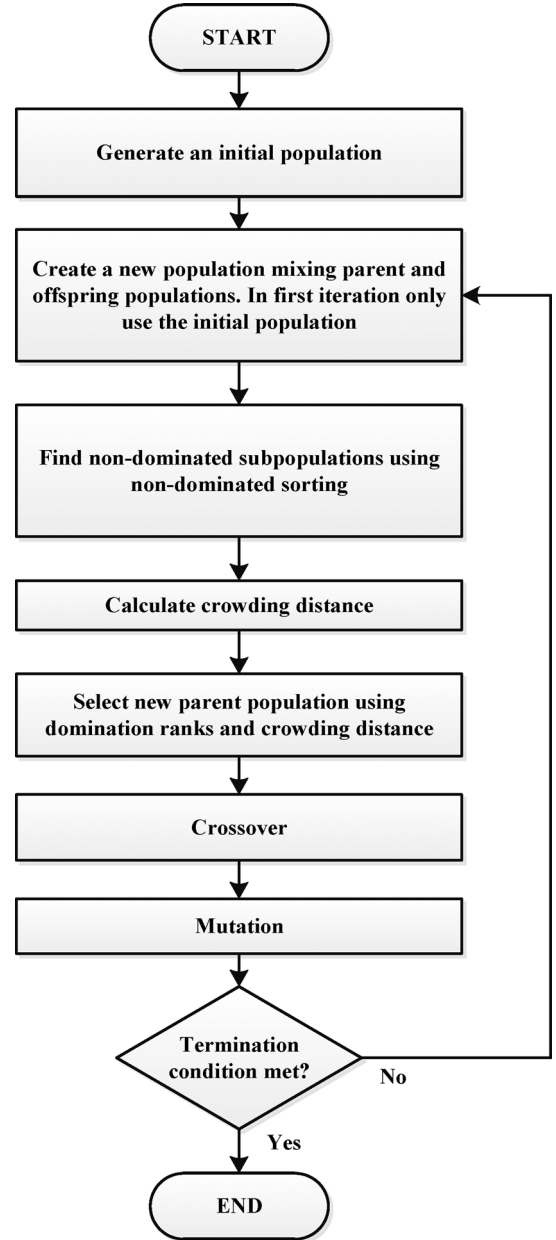 START
Generate an initial population
Create a new population mixing parent and
offspring populations. In first iteration only
use the initial population
Find non-dominated subpopulations using
non-dominated sorting
Calculate crowding distance
Select new parent population using
domination ranks and crowding distance
Crossover
Mutation
Termination
condition met?
No
Yes
END